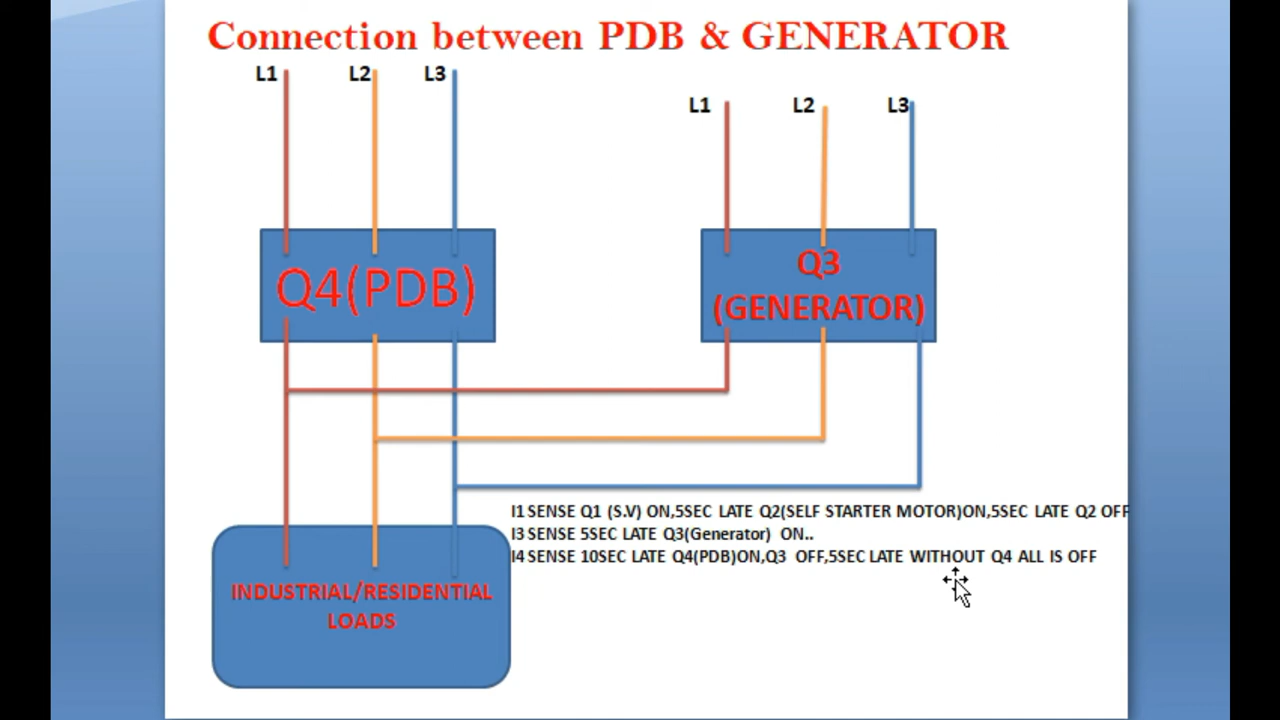 Connection between PDB & GENERATOR
L1 L2 L3
L1 L2 L3
Q4(PDB)
Q3
(GENERATOR)
I1 SENSE Q1 (S.V) ON,5SEC LATE Q2(SELF STARTER MOTOR)ON,5SEC LATE Q2 OFF
I3 SENSE 5SEC LATE Q3(Generator) ON..
I4 SENSE 10SEC LATE Q4(PDB)ON,Q3 OFF,5SEC LATE WITHOUT Q4 ALL IS OFF
INDUSTRIAL/RESIDENTIAL
LOADS